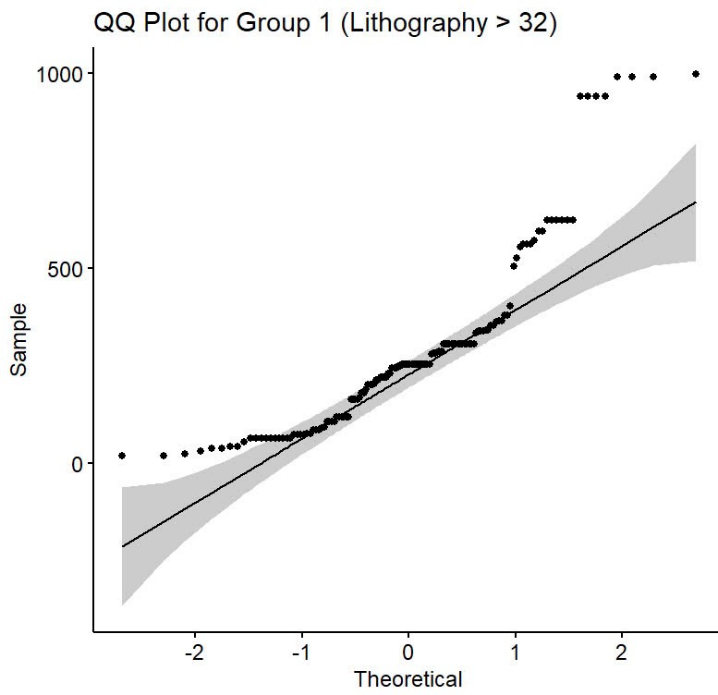 QQ Plot for Group 1 (Lithography > 32)
1000
500
0
Sample
-2 -1 0 1 2
Theoretical